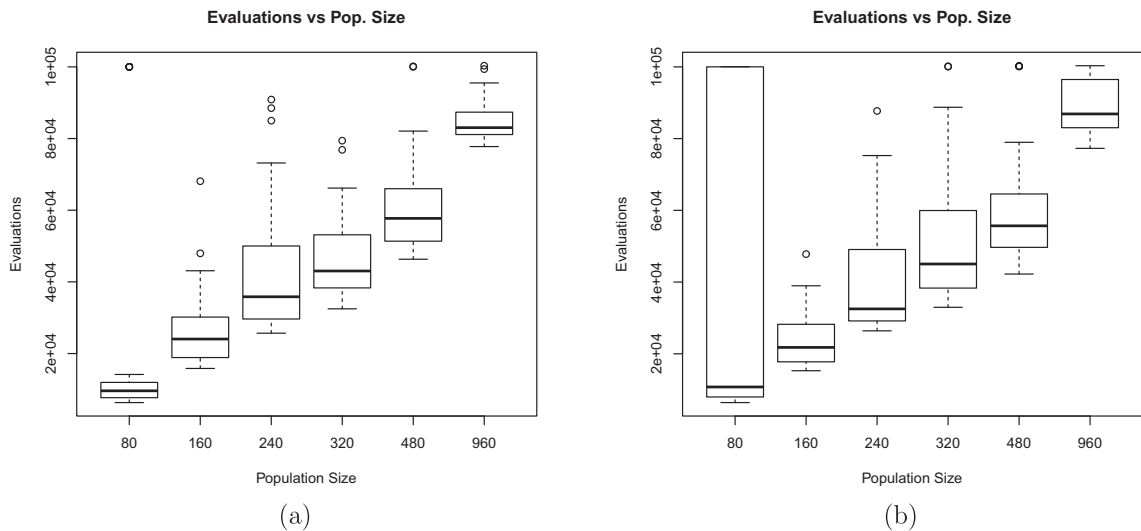 Evaluations vs Pop. Size
1e+05
8e+04
6e+04
4e+04
2e+04
Evaluations
80 160 240 320 480 960
Population Size
(a)
Evaluations vs Pop. Size
1e+05
8e+04
6e+04
4e+04
2e+04
Evaluations
80 160 240 320 480 960
Population Size
(b)